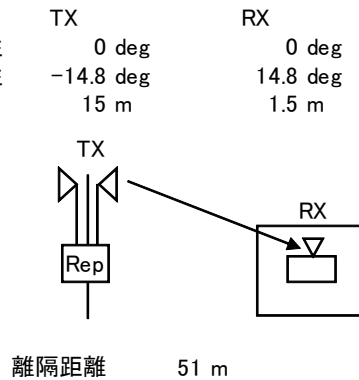 TX RX
0 deg 0 deg
-14.8 deg 14.8 deg
15 m 1.5 m
TX
RX
Rep
離隔距離 51 m